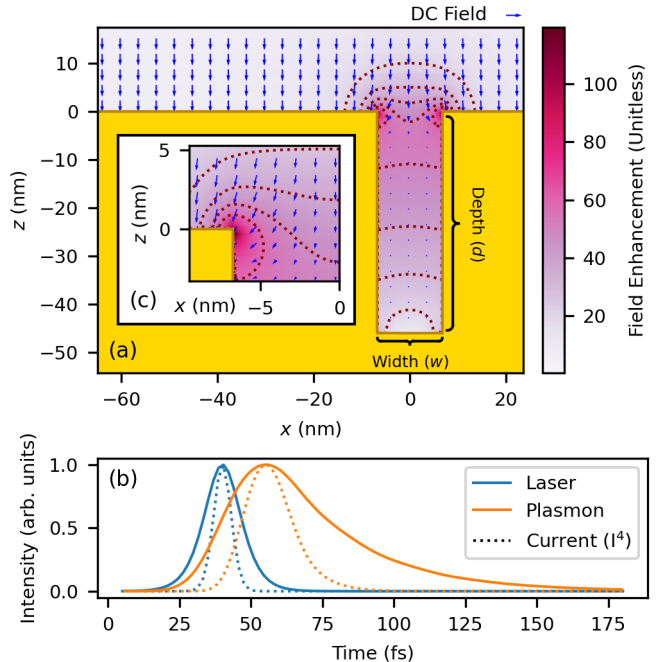 DC Field
10
0
−10
−20
−30
−40
−50
z (nm)
5
0
z (nm)
(c)
x (nm)
−5
0
Depth (d)
Width (w)
(a)
−60
−40
−20
0
20
x (nm)
100
80
60
40
20
Field Enhancement (Unitless)
(b)
1.0
0.5
0.0
Intensity (arb. units)
Laser
Plasmon
Current (I⁴)
0
25
50
75
100
125
150
175
Time (fs)